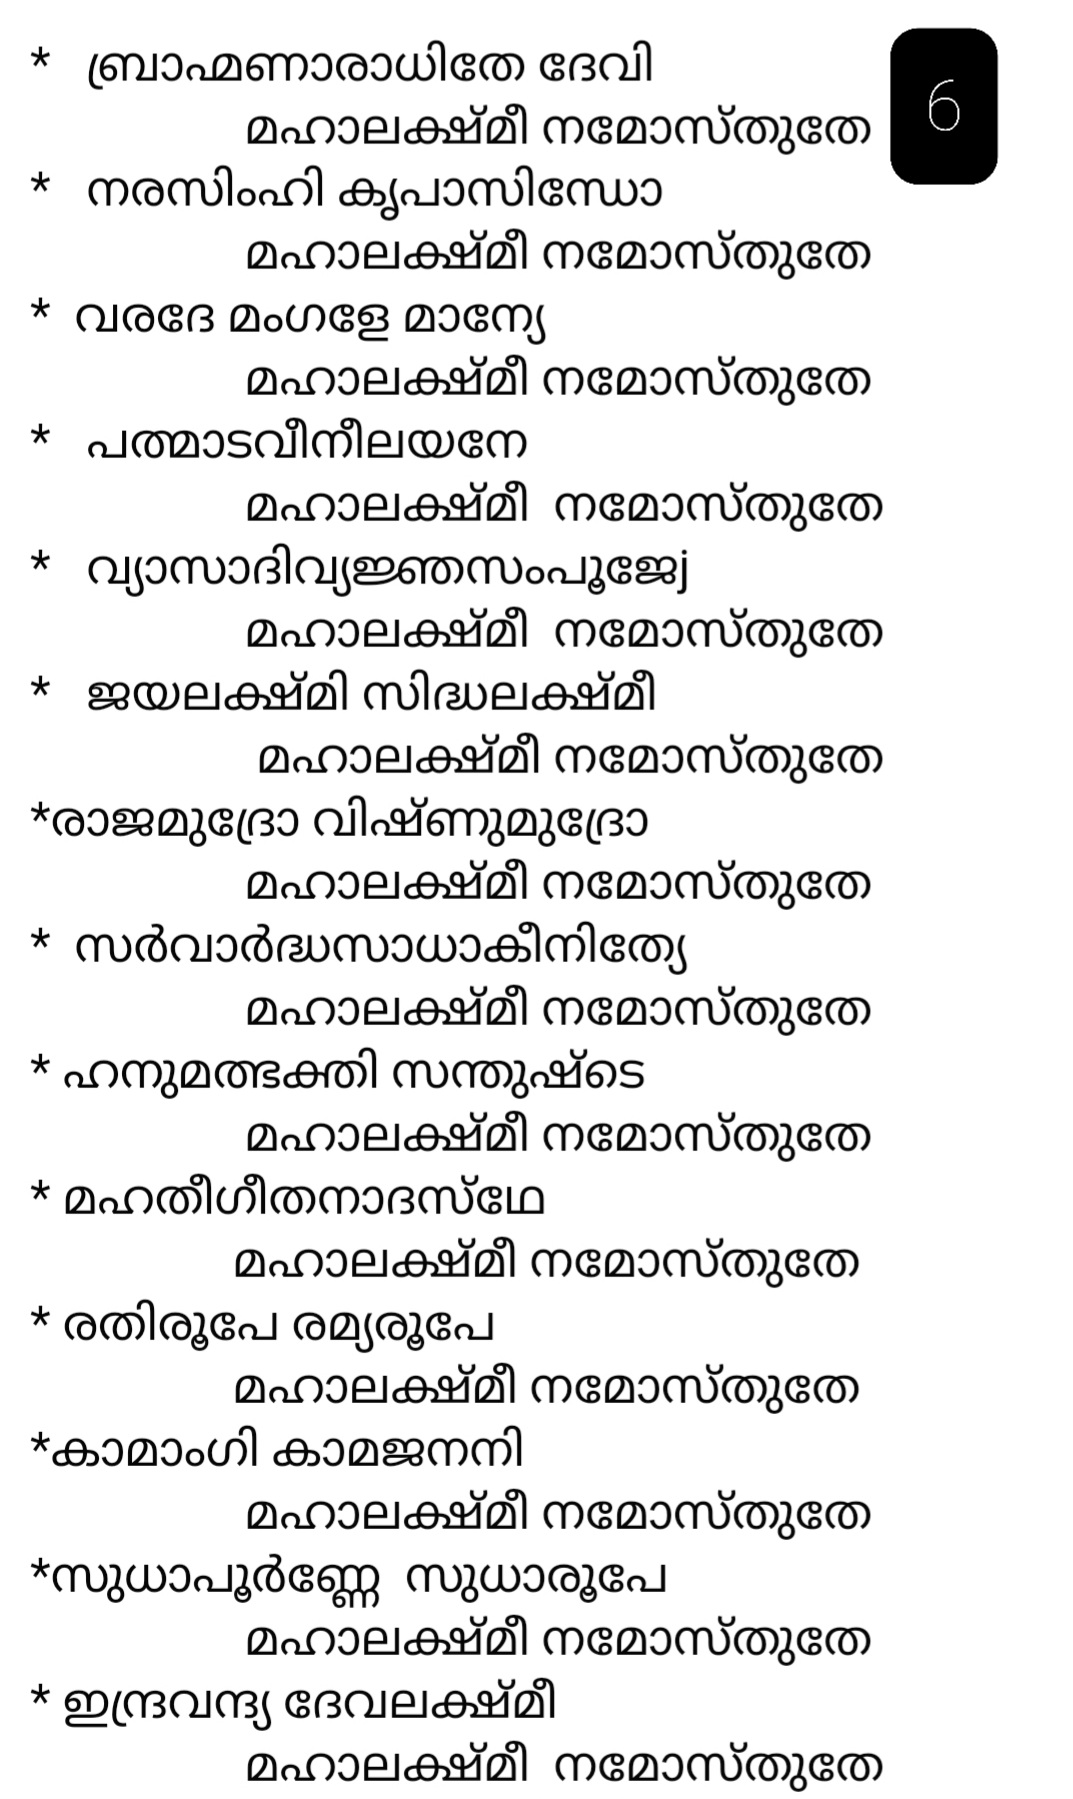 * ബ്രാഹ്മണാരാധിതേ ദേവി
6
മഹാലക്ഷ്മീ നമോസ്തുതേ
* നരസിംഹി കൃപാസിന്ധോ
മഹാലക്ഷ്മീ നമോസ്തുതേ
* വരദേ മംഗളേ മാന്യേ
മഹാലക്ഷ്മീ നമോസ്തുതേ
* പത്മാടവീനീലയനേ
മഹാലക്ഷ്മീ നമോസ്തുതേ
* വ്യാസാദിവ്യജ്ഞസംപൂജേj
മഹാലക്ഷ്മീ നമോസ്തുതേ
* ജയലക്ഷ്മി സിദ്ധലക്ഷ്മീ
മഹാലക്ഷ്മീ നമോസ്തുതേ
*രാജമുദ്രോ വിഷ്ണുമുദ്രോ
മഹാലക്ഷ്മീ നമോസ്തുതേ
* സർവാർദ്ധസാധാകീനിത്യേ
മഹാലക്ഷ്മീ നമോസ്തുതേ
* ഹനുമത്ഭക്തി സന്തുഷ്ടെ
മഹാലക്ഷ്മീ നമോസ്തുതേ
* മഹതീഗീതനാദസ്ഥേ
മഹാലക്ഷ്മീ നമോസ്തുതേ
* രതിരൂപേ രമ്യരൂപേ
മഹാലക്ഷ്മീ നമോസ്തുതേ
*കാമാംഗി കാമജനനി
മഹാലക്ഷ്മീ നമോസ്തുതേ
*സുധാപൂർണ്ണേ സുധാരൂപേ
മഹാലക്ഷ്മീ നമോസ്തുതേ
* ഇന്ദ്രവന്ദ്യ ദേവലക്ഷ്മീ
മഹാലക്ഷ്മീ നമോസ്തുതേ